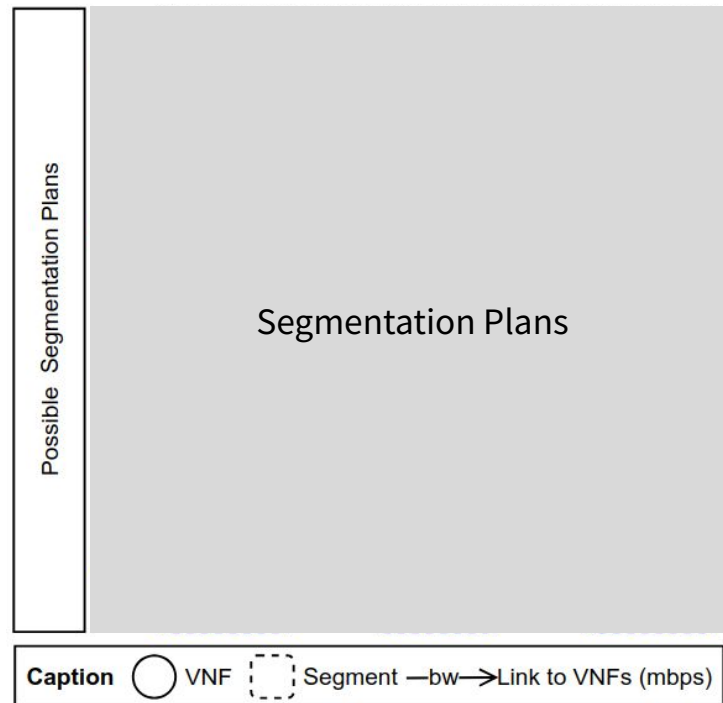 Possible Segmentation Plans
Segmentation Plans
Caption VNF Segment bw Link to VNFs (mbps)